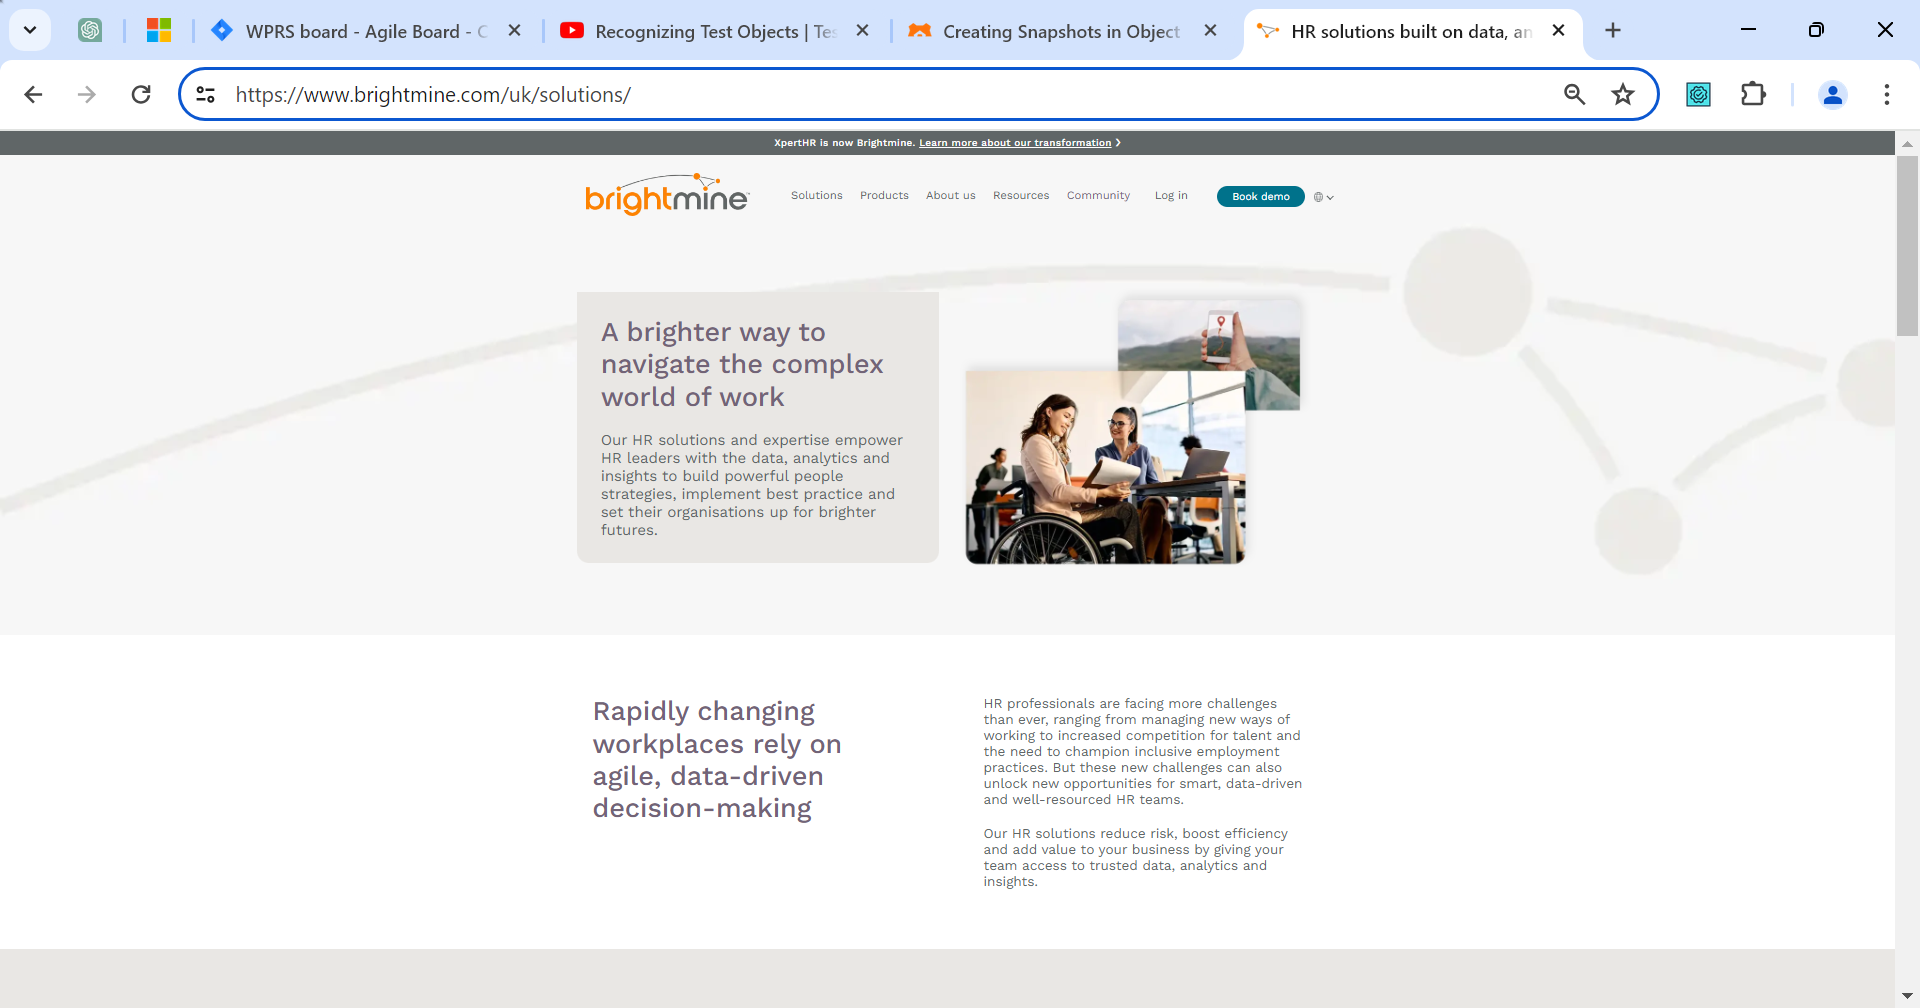 WPRS board - Agile Board - C
Recognizing Test Objects | Tes
Creating Snapshots in Object
HR solutions built on data, an
https://www.brightmine.com/uk/solutions/
XpertHR is now Brightmine. Learn more about our transformation
brightmine
Solutions
Products
About us
Resources
Community
Log in
Book demo
A brighter way to
navigate the complex
world of work
Our HR solutions and expertise empower
HR leaders with the data, analytics and
insights to build powerful people
strategies, implement best practice and
set their organisations up for brighter
futures.
Rapidly changing
workplaces rely on
agile, data-driven
decision-making
HR professionals are facing more challenges
than ever, ranging from managing new ways of
working to increased competition for talent and
the need to champion inclusive employment
practices. But these new challenges can also
unlock new opportunities for smart, data-driven
and well-resourced HR teams.
Our HR solutions reduce risk, boost efficiency
and add value to your business by giving your
team access to trusted data, analytics and
insights.